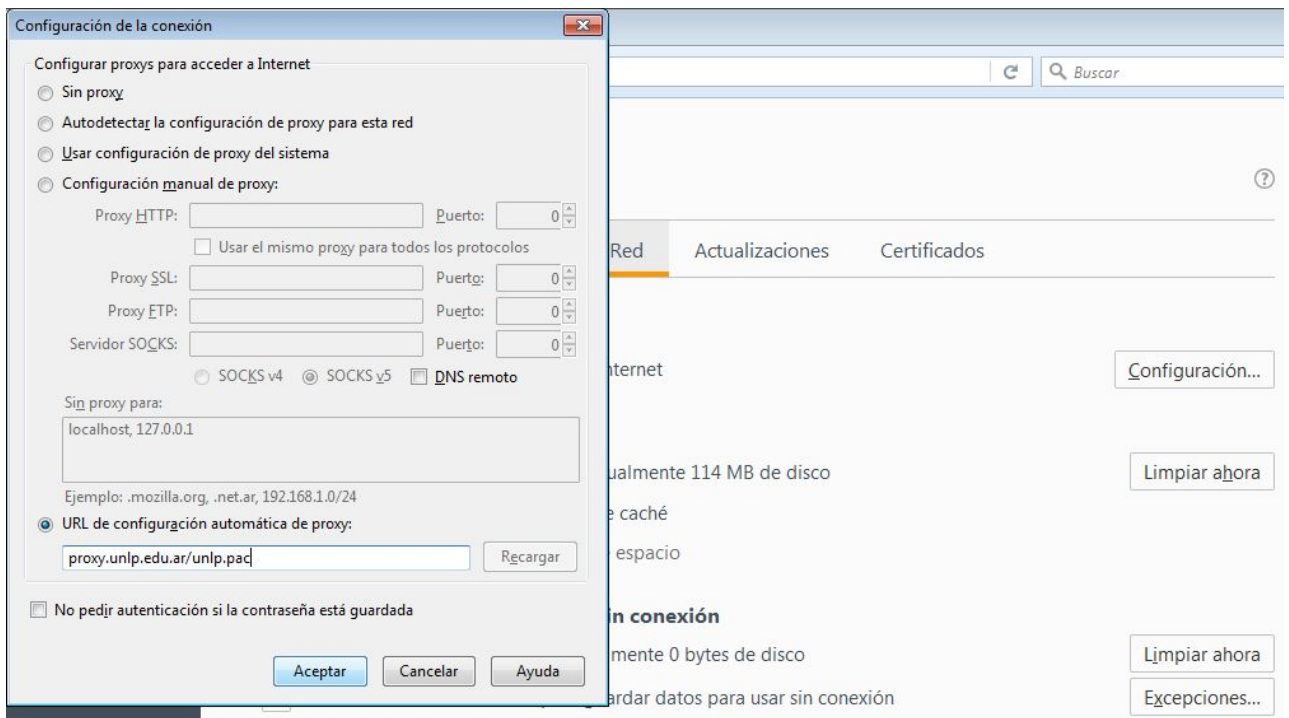 Configuración de la conexión
Configurar proxys para acceder a Internet
Sin proxy
Autodetectar la configuración de proxy para esta red
Usar configuración de proxy del sistema
Configuración manual de proxy:
Proxy HTTP: Puerto: 0
Usar el mismo proxy para todos los protocolos
Proxy SSL: Puerto: 0
Proxy FTP: Puerto: 0
Servidor SOCKS: Puerto: 0
SOCKS v4 SOCKS v5 DNS remoto
Sin proxy para:
localhost, 127.0.0.1
Ejemplo: .mozilla.org, .net.ar, 192.168.1.0/24
URL de configuración automática de proxy:
proxy.unlp.edu.ar/unlp.pac Recargar
No pedir autenticación si la contraseña está guardada
Aceptar Cancelar Ayuda
Buscar
?
Red Actualizaciones Certificados
nternet Configuración...
ualmente 114 MB de disco Limpiar ahora
e caché
espacio
in conexión
mente 0 bytes de disco Limpiar ahora
ardar datos para usar sin conexión Excepciones...